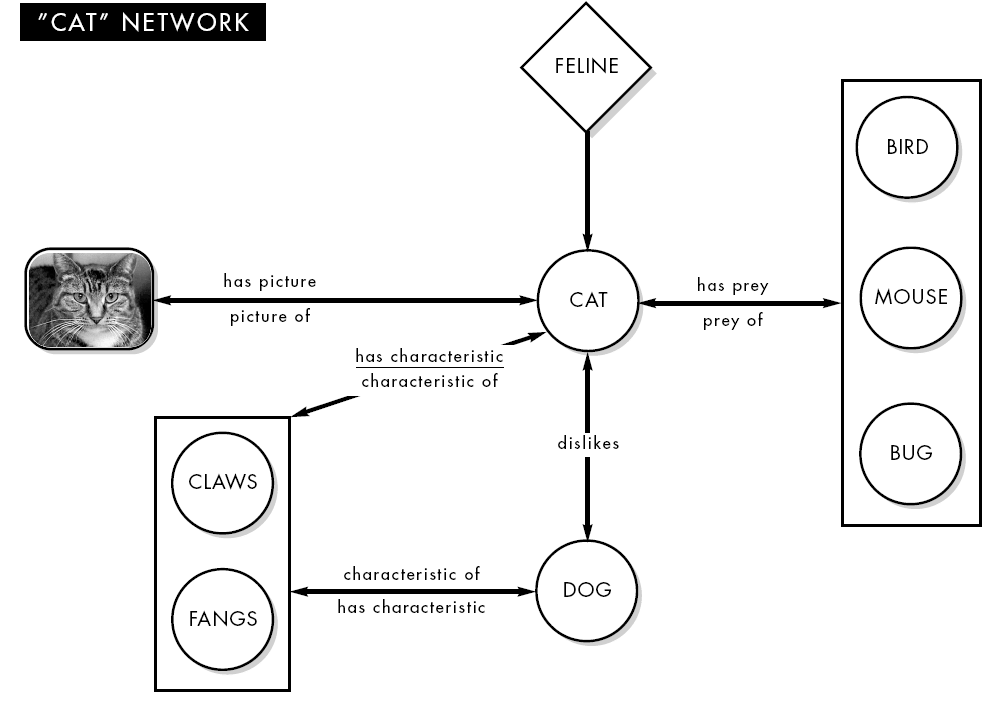 "CAT" NETWORK
FELINE
BIRD
has picture
picture of
CAT
has prey
prey of
MOUSE
has characteristic
characteristic of
dislikes
BUG
CLAWS
characteristic of
has characteristic
DOG
FANGS